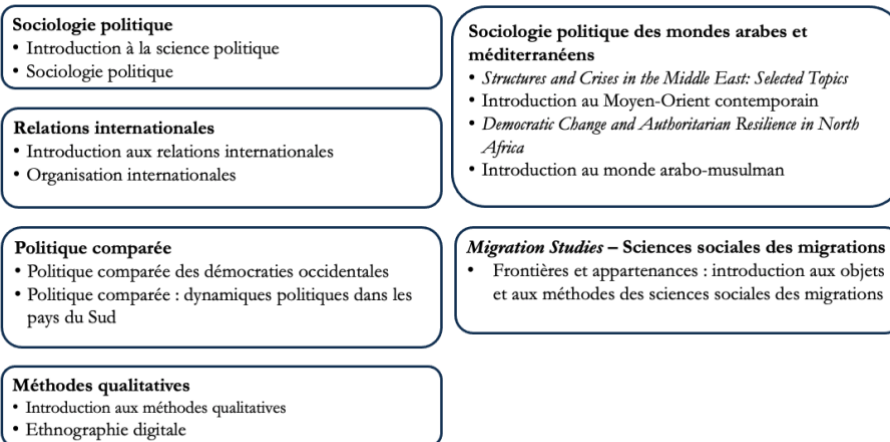 Sociologie politique
• Introduction à la science politique
• Sociologie politique
Relations internationales
• Introduction aux relations internationales
• Organisation internationales
Politique comparée
• Politique comparée des démocraties occidentales
• Politique comparée : dynamiques politiques dans les
pays du Sud
Méthodes qualitatives
• Introduction aux méthodes qualitatives
• Ethnographie digitale
Sociologie politique des mondes arabes et
méditerranéens
• Structures and Crises in the Middle East: Selected Topics
• Introduction au Moyen-Orient contemporain
• Democratic Change and Authoritarian Resilience in North
Africa
• Introduction au monde arabo-musulman
Migration Studies – Sciences sociales des migrations
• Frontières et appartenances : introduction aux objets
et aux méthodes des sciences sociales des migrations